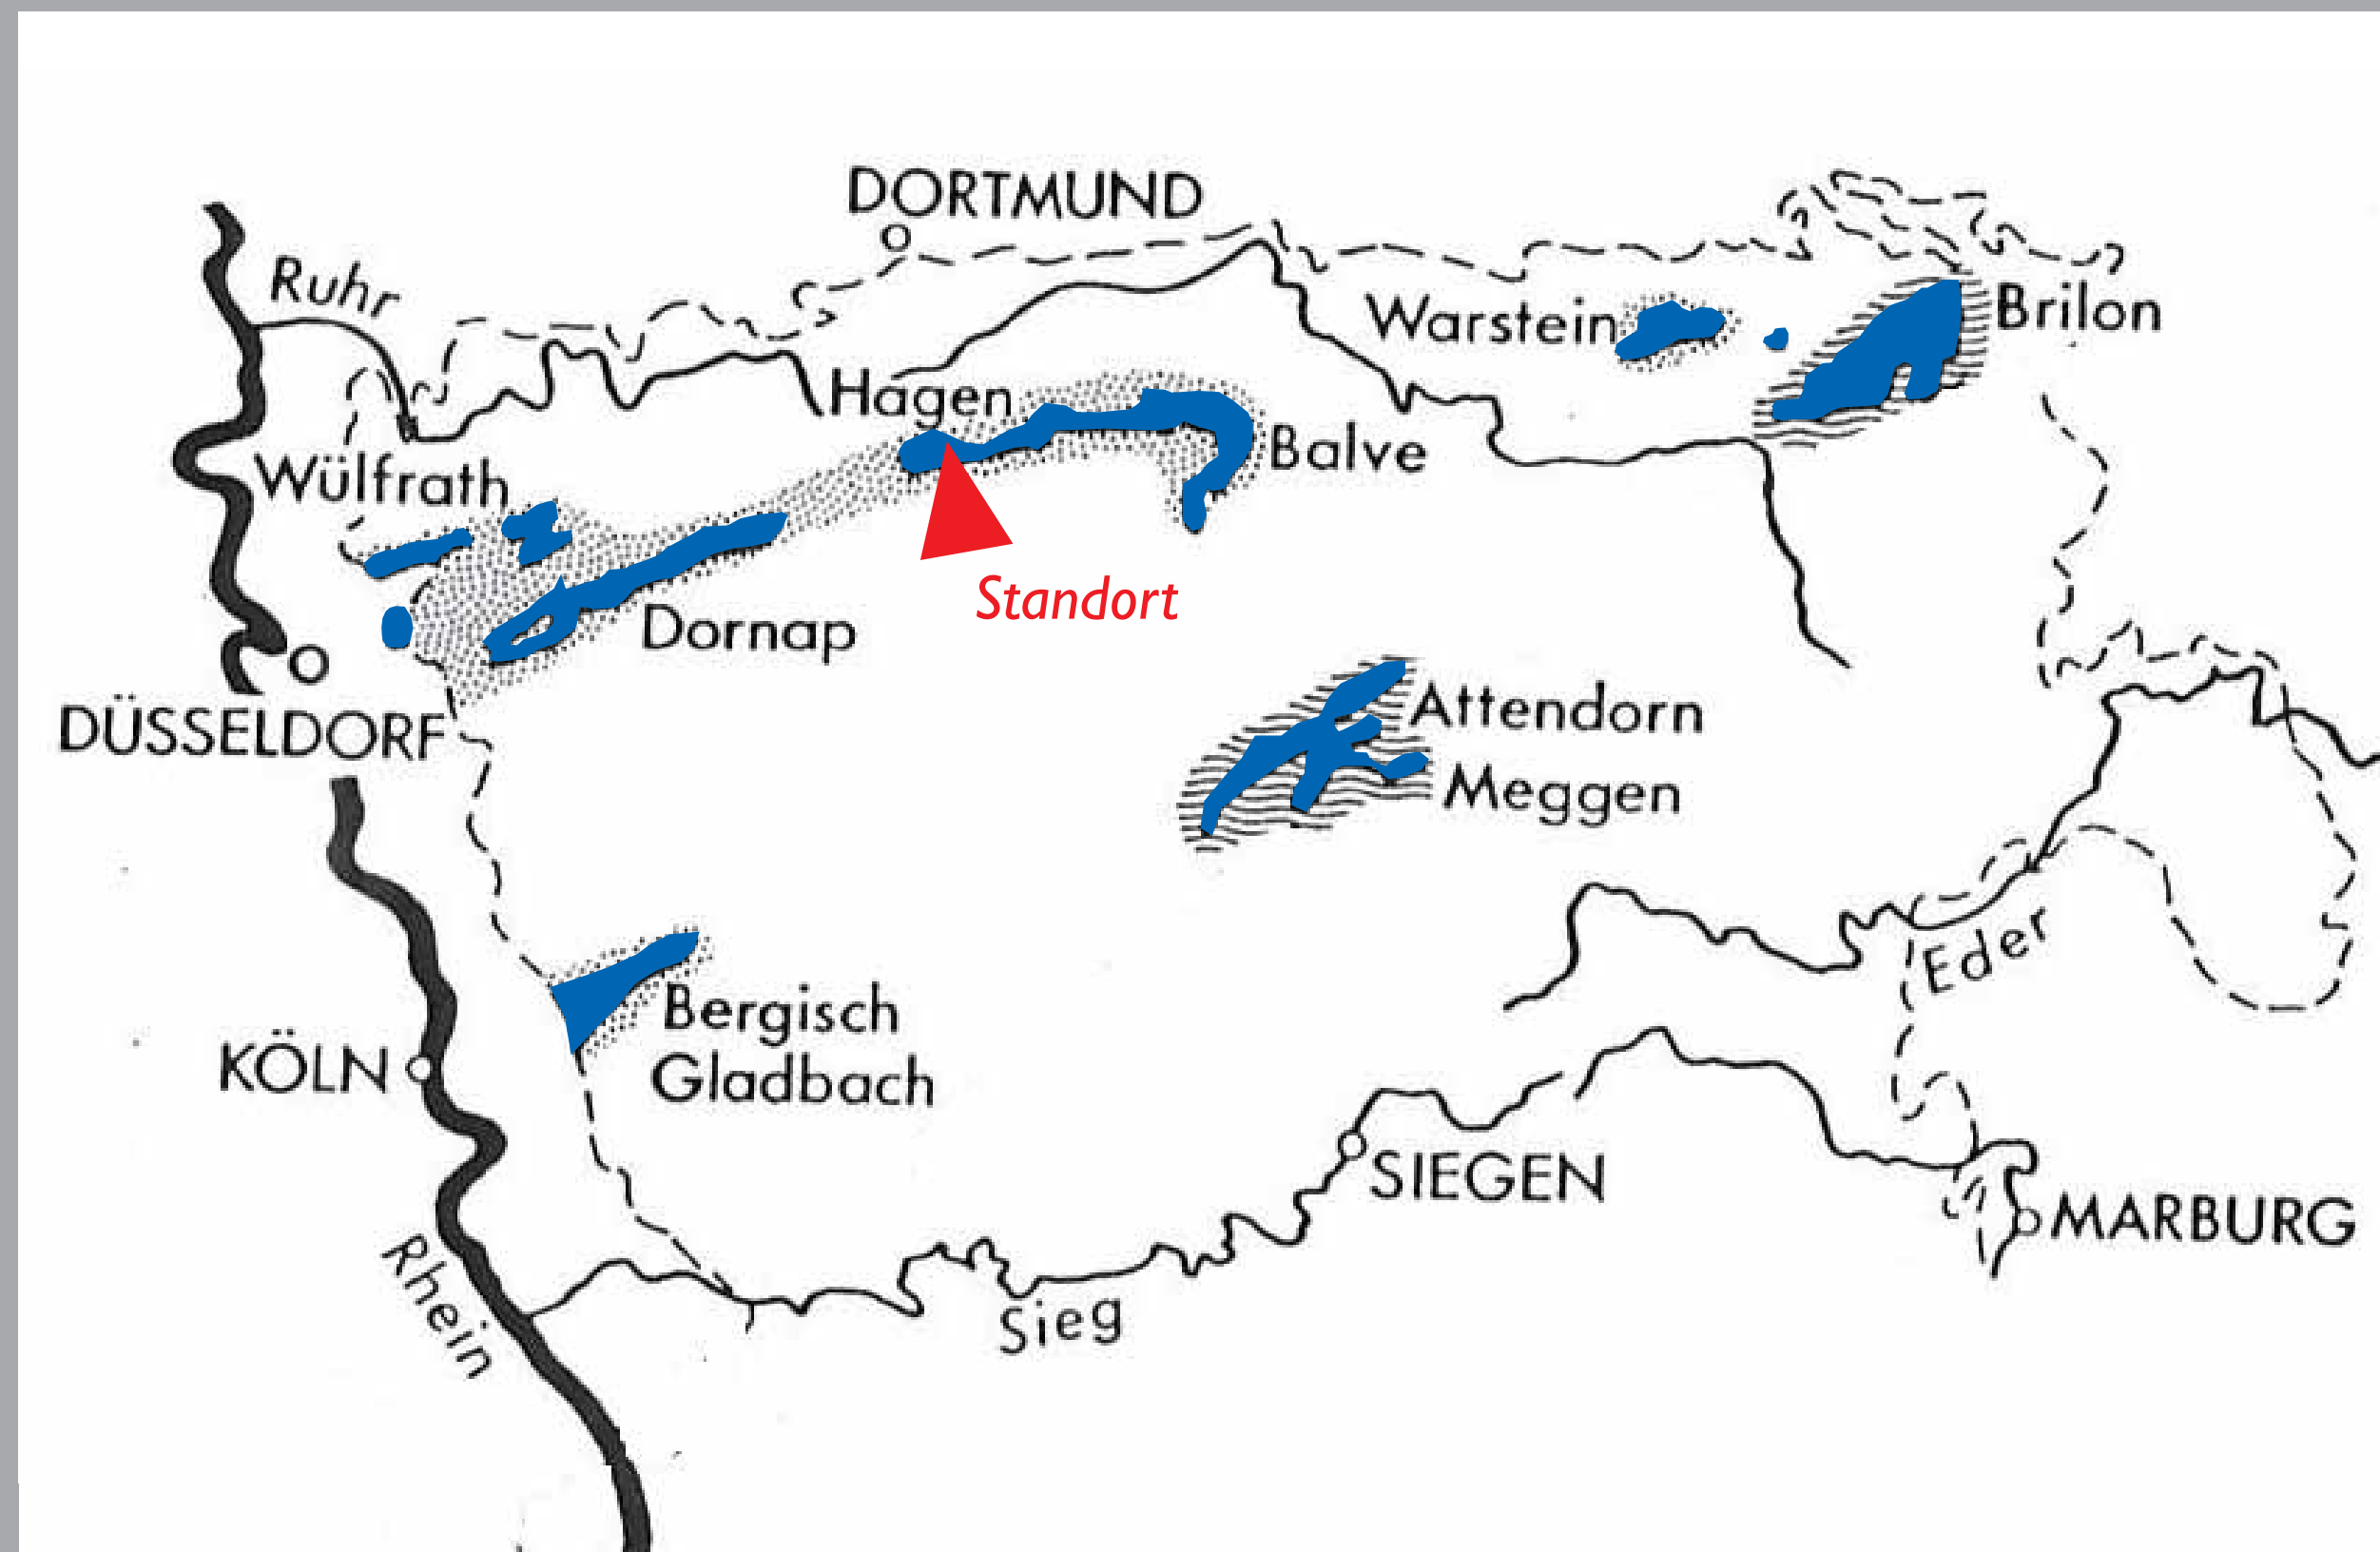 DORTMUND
Ruhr
Warstein
Brilon
Hagen
Balve
Wülfrath
Standort
Dornap
DÜSSELDORF
Attendorn
Meggen
Eder
Bergisch
Gladbach
KÖLN
SIEGEN
MARBURG
Rhein
Sieg